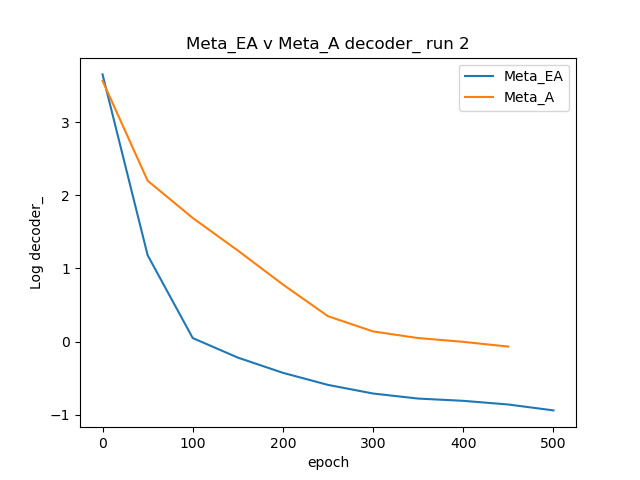 Meta_EA v Meta_A decoder_ run 2
Meta_EA
Meta_A
Log decoder_
3
2
1
0
−1
0 100 200 300 400 500
epoch